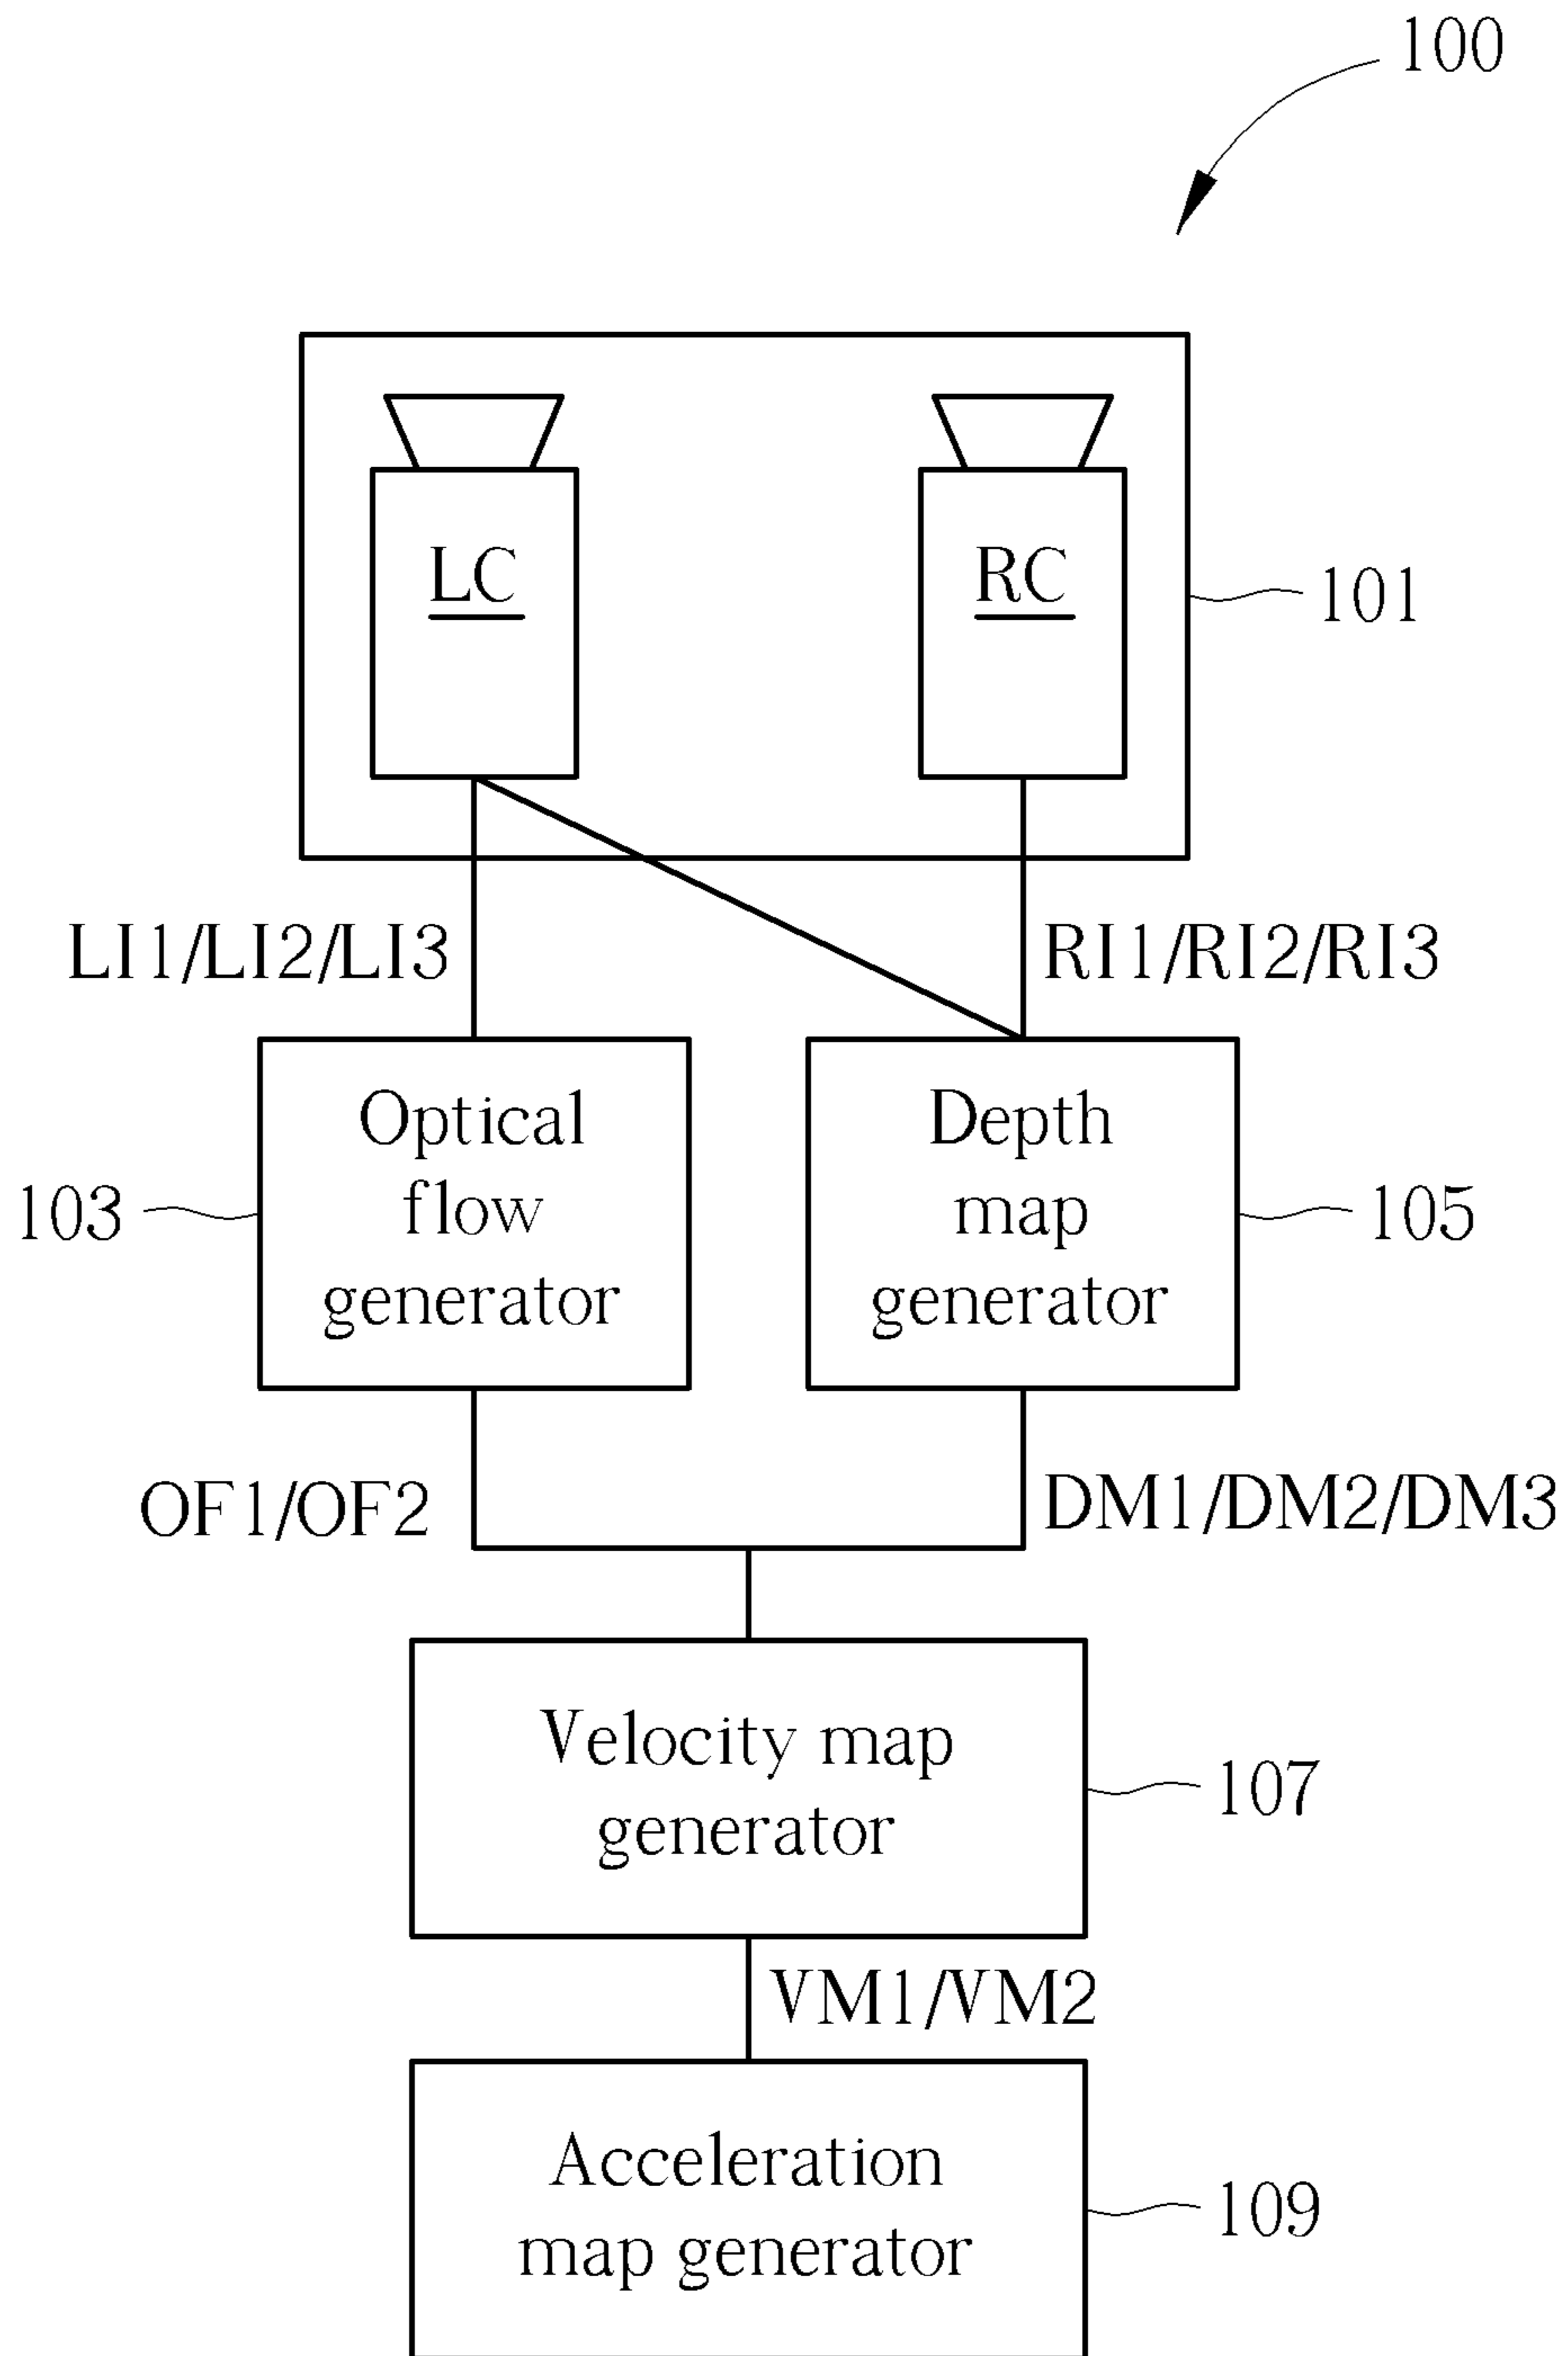 100
LC
RC
101
LI1/LI2/LI3
RI1/RI2/RI3
Optical
flow
generator
103
Depth
map
generator
105
OF1/OF2
DM1/DM2/DM3
Velocity map
generator
107
VM1/VM2
Acceleration
map generator
109